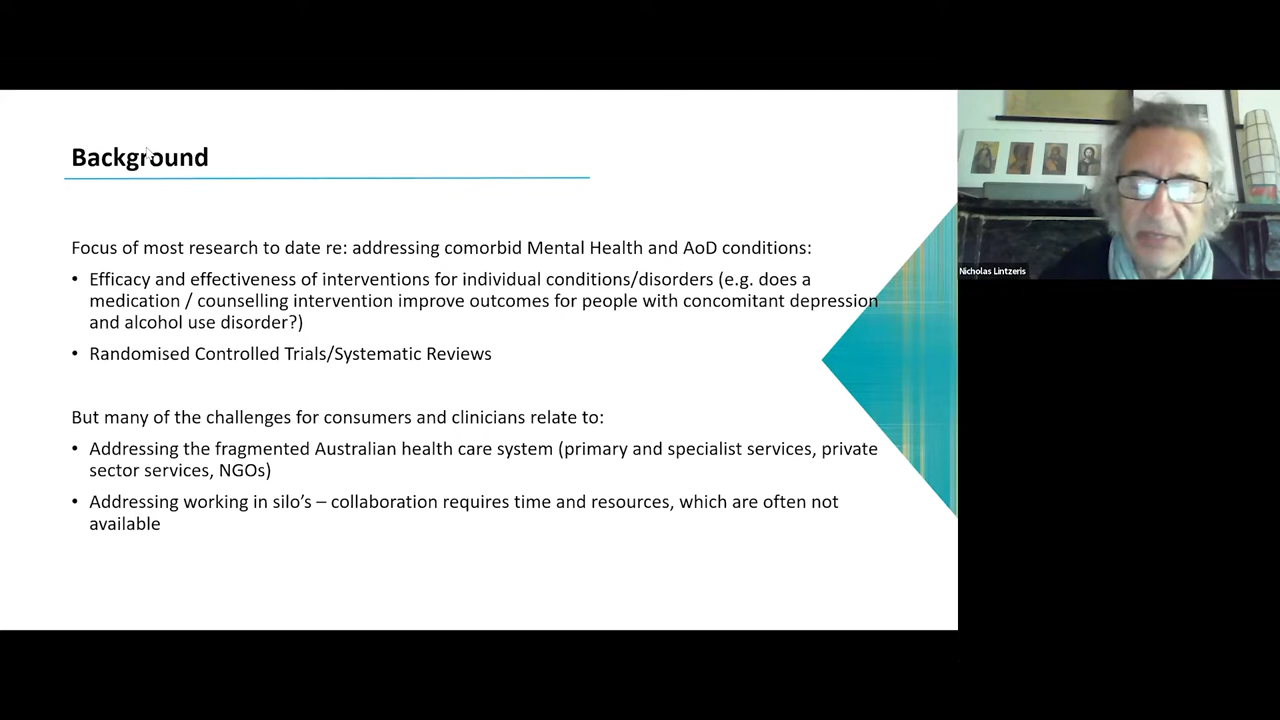 Background
Focus of most research to date re: addressing comorbid Mental Health and AoD conditions:
• Efficacy and effectiveness of interventions for individual conditions/disorders (e.g. does a
medication / counselling intervention improve outcomes for people with concomitant depression
and alcohol use disorder?)
• Randomised Controlled Trials/Systematic Reviews
But many of the challenges for consumers and clinicians relate to:
• Addressing the fragmented Australian health care system (primary and specialist services, private
sector services, NGOs)
• Addressing working in silo's – collaboration requires time and resources, which are often not
available
Nicholas Lintzeris